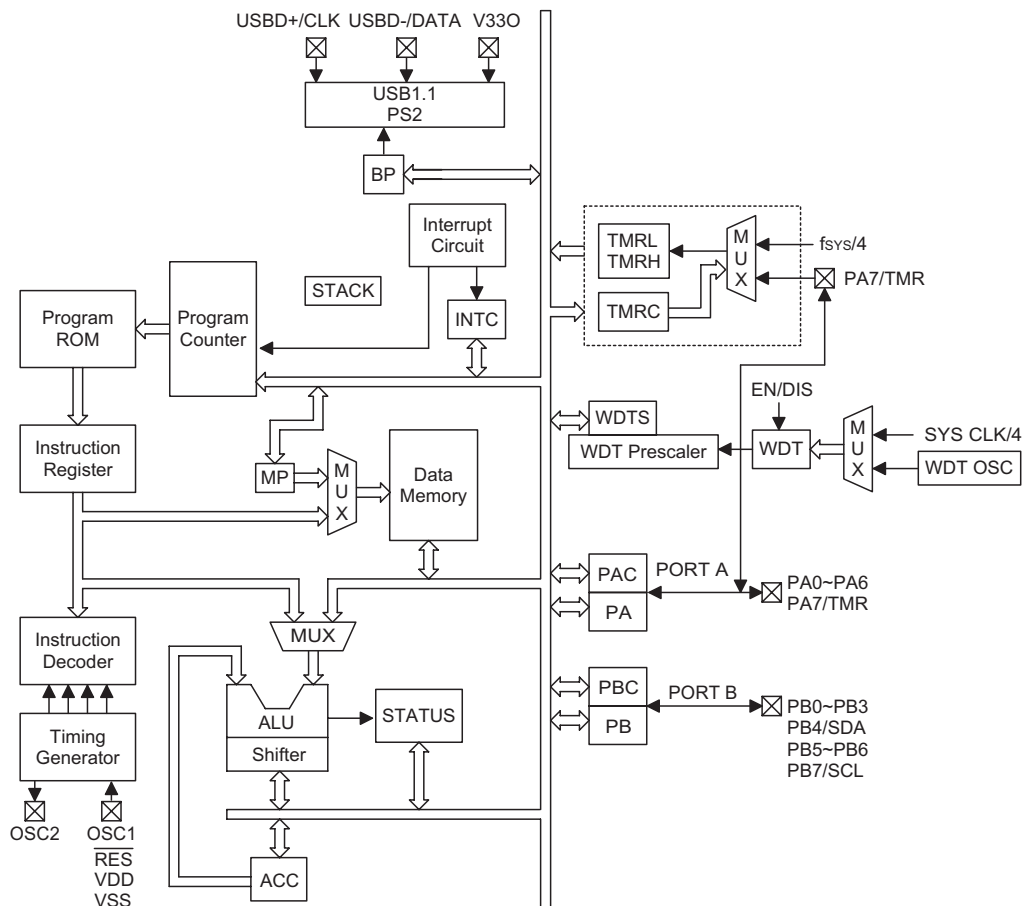 USBD+/CLK USBD-/DATA V33O
USB1.1
PS2
BP
Interrupt
Circuit
STACK
INTC
Program
ROM
Program
Counter
TMRL
TMRH
TMRC
MUX
fSYS/4
PA7/TMR
Instruction
Register
MP
MUX
Data
Memory
WDTS
WDT Prescaler
EN/DIS
WDT
MUX
SYS CLK/4
WDT OSC
PAC
PA
PORT A
PA0~PA6
PA7/TMR
Instruction
Decoder
MUX
ALU
Shifter
STATUS
PBC
PB
PORT B
PB0~PB3
PB4/SDA
PB5~PB6
PB7/SCL
Timing
Generator
OSC2
OSC1
RES
VDD
VSS
ACC